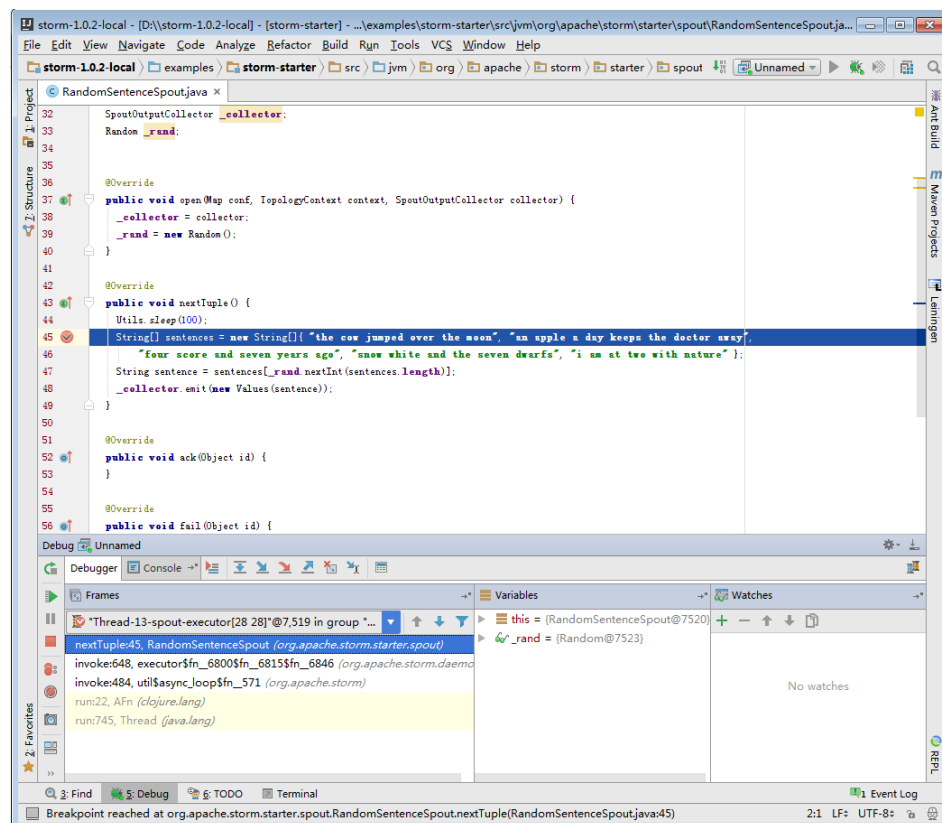 storm-1.0.2-local - [D:\\storm-1.0.2-local] - [storm-starter] - ...\examples\storm-starter\src\jvm\org\apache\storm\starter\spout\RandomSentenceSpout.ja...
File Edit View Navigate Code Analyze Refactor Build Run Tools VCS Window Help
storm-1.0.2-local examples storm-starter src jvm org apache storm starter spout Unnamed
RandomSentenceSpout.java ×
1: Project
7: Structure
2: Favorites
Ant Build
Maven Projects
Leiningen
REPL
32 SpoutOutputCollector _collector;
33 Random _rand;
34
35
36 @Override
37 public void open(Map conf, TopologyContext context, SpoutOutputCollector collector) {
38 _collector = collector;
39 _rand = new Random();
40 }
41
42 @Override
43 public void nextTuple() {
44 Utils.sleep(100);
45 String[] sentences = new String[]{ "the cow jumped over the moon", "an apple a day keeps the doctor away",
46 "four score and seven years ago", "snow white and the seven dwarfs", "i am at two with nature" };
47 String sentence = sentences[_rand.nextInt(sentences.length)];
48 _collector.emit(new Values(sentence));
49 }
50
51 @Override
52 public void ack(Object id) {
53 }
54
55 @Override
56 public void fail(Object id) {
Debug Unnamed
Debugger Console
Frames
Variables
Watches
"Thread-13-spout-executor[28 28]"@7,519 in group "...
nextTuple:45, RandomSentenceSpout (org.apache.storm.starter.spout)
invoke:648, executor$fn__6800$fn__6815$fn__6846 (org.apache.storm.daemo
invoke:484, util$async_loop$fn__571 (org.apache.storm)
run:22, AFn (clojure.lang)
run:745, Thread (java.lang)
this = {RandomSentenceSpout@7520}
_rand = {Random@7523}
No watches
3: Find 5: Debug 6: TODO Terminal 1 Event Log
Breakpoint reached at org.apache.storm.starter.spout.RandomSentenceSpout.nextTuple(RandomSentenceSpout.java:45) 2:1 LF÷ UTF-8÷